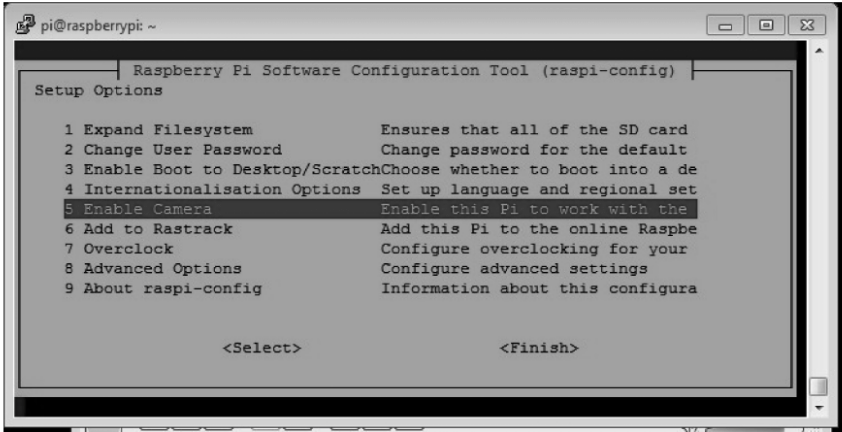 pi@raspberrypi: ~
Raspberry Pi Software Configuration Tool (raspi-config)
Setup Options
1 Expand Filesystem Ensures that all of the SD card
2 Change User Password Change password for the default
3 Enable Boot to Desktop/ScratchChoose whether to boot into a de
4 Internationalisation Options Set up language and regional set
5 Enable Camera Enable this Pi to work with the
6 Add to Rastrack Add this Pi to the online Raspbe
7 Overclock Configure overclocking for your
8 Advanced Options Configure advanced settings
9 About raspi-config Information about this configura
<Select> <Finish>